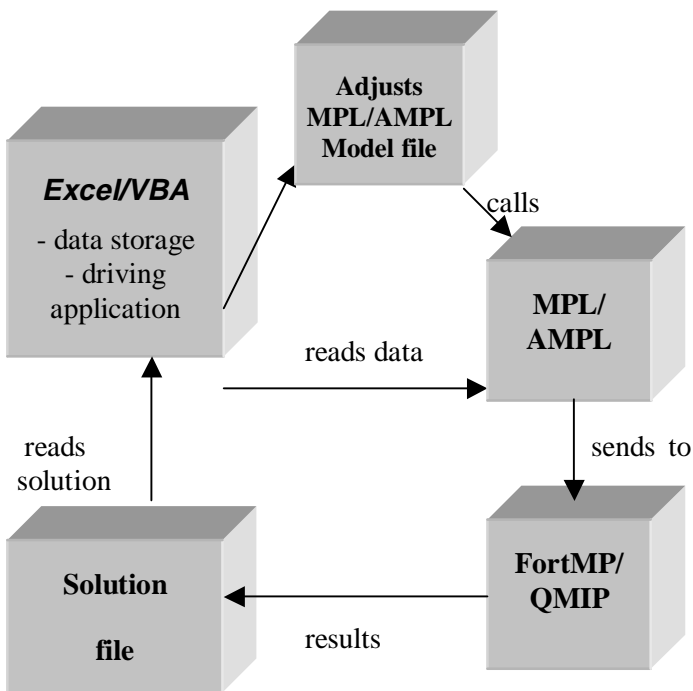 Adjusts
MPL/AMPL
Model file
Excel/VBA
- data storage
- driving
application
calls
MPL/
AMPL
reads data
reads
solution
sends to
Solution
file
FortMP/
QMIP
results